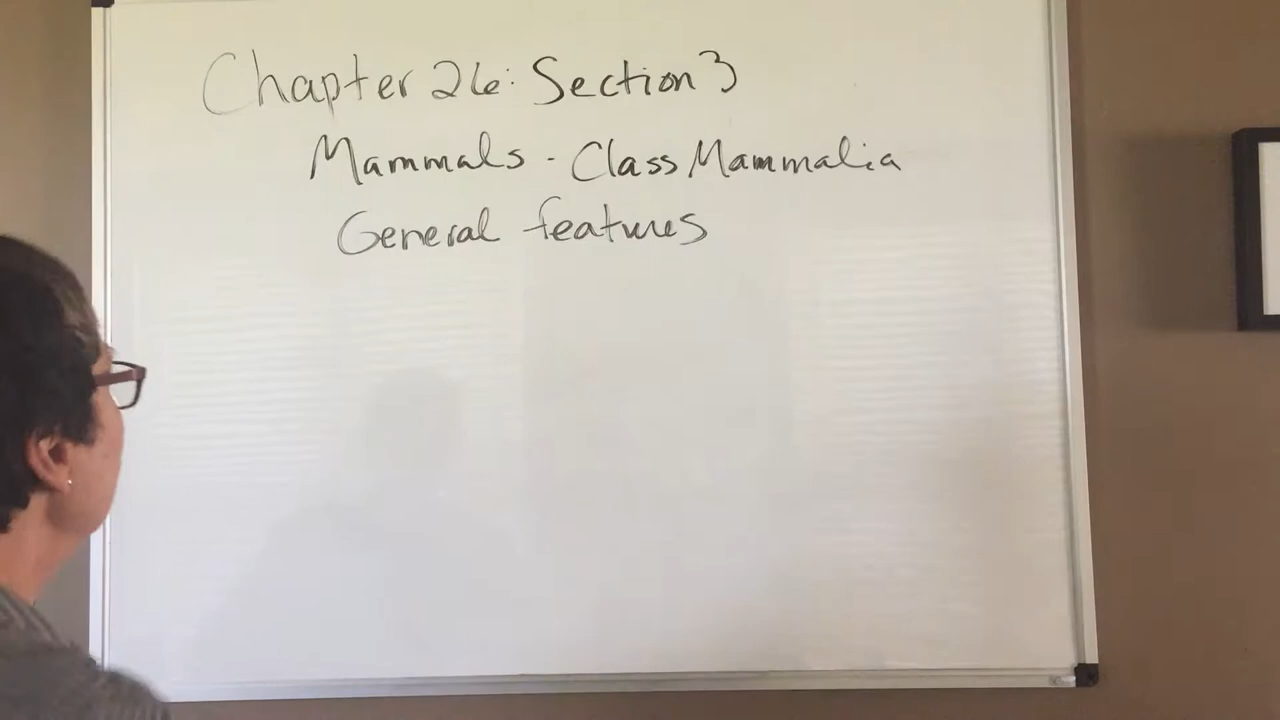 Chapter 26: Section 3
Mammals - Class Mammalia
General features